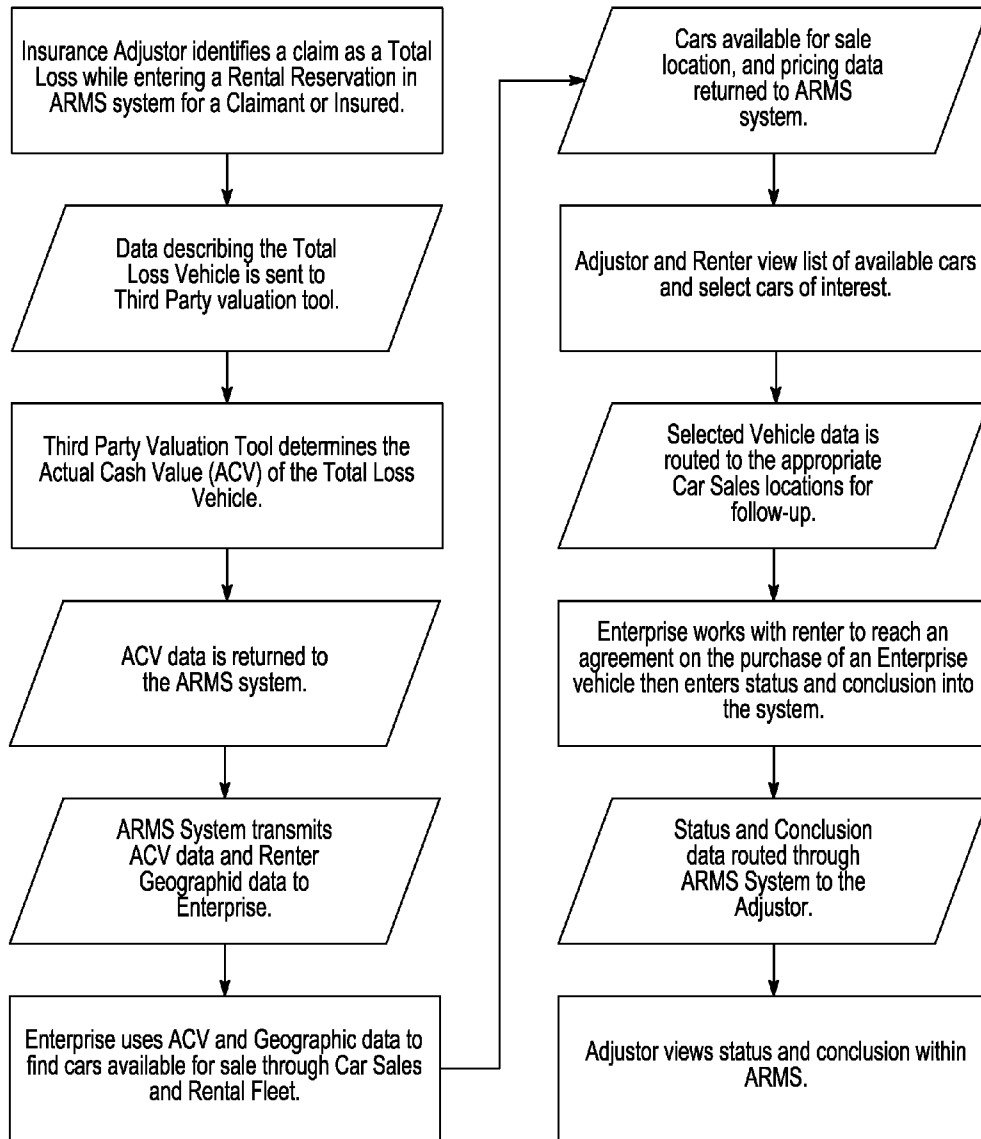 Insurance Adjustor identifies a claim as a Total
Loss while entering a Rental Reservation in
ARMS system for a Claimant or Insured.
Data describing the Total
Loss Vehicle is sent to
Third Party valuation tool.
Third Party Valuation Tool determines the
Actual Cash Value (ACV) of the Total Loss
Vehicle.
ACV data is returned to
the ARMS system.
ARMS System transmits
ACV data and Renter
Geographid data to
Enterprise.
Enterprise uses ACV and Geographic data to
find cars available for sale through Car Sales
and Rental Fleet.
Cars available for sale
location, and pricing data
returned to ARMS
system.
Adjustor and Renter view list of available cars
and select cars of interest.
Selected Vehicle data is
routed to the appropriate
Car Sales locations for
follow-up.
Enterprise works with renter to reach an
agreement on the purchase of an Enterprise
vehicle then enters status and conclusion into
the system.
Status and Conclusion
data routed through
ARMS System to the
Adjustor.
Adjustor views status and conclusion within
ARMS.